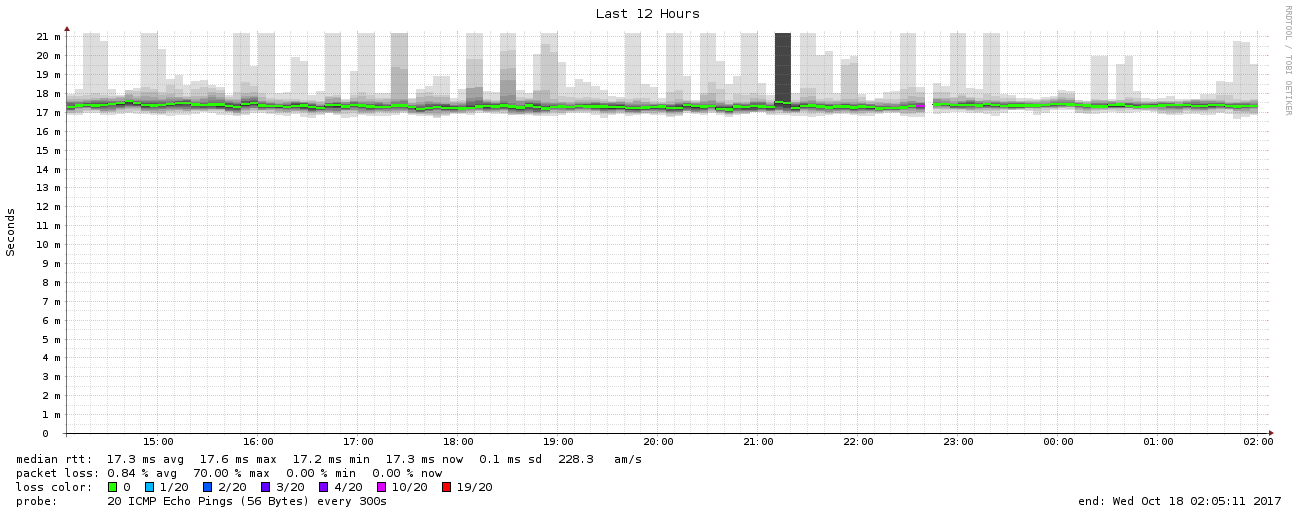 Last 12 Hours
RRDTOOL / TOBI OETIKER
Seconds
21 m
20 m
19 m
18 m
17 m
16 m
15 m
14 m
13 m
12 m
11 m
10 m
9 m
8 m
7 m
6 m
5 m
4 m
3 m
2 m
1 m
0
15:00 16:00 17:00 18:00 19:00 20:00 21:00 22:00 23:00 00:00 01:00 02:00
median rtt: 17.3 ms avg 17.6 ms max 17.2 ms min 17.3 ms now 0.1 ms sd 228.3 am/s
packet loss: 0.84 % avg 70.00 % max 0.00 % min 0.00 % now
loss color: 0 1/20 2/20 3/20 4/20 10/20 19/20
probe: 20 ICMP Echo Pings (56 Bytes) every 300s end: Wed Oct 18 02:05:11 2017